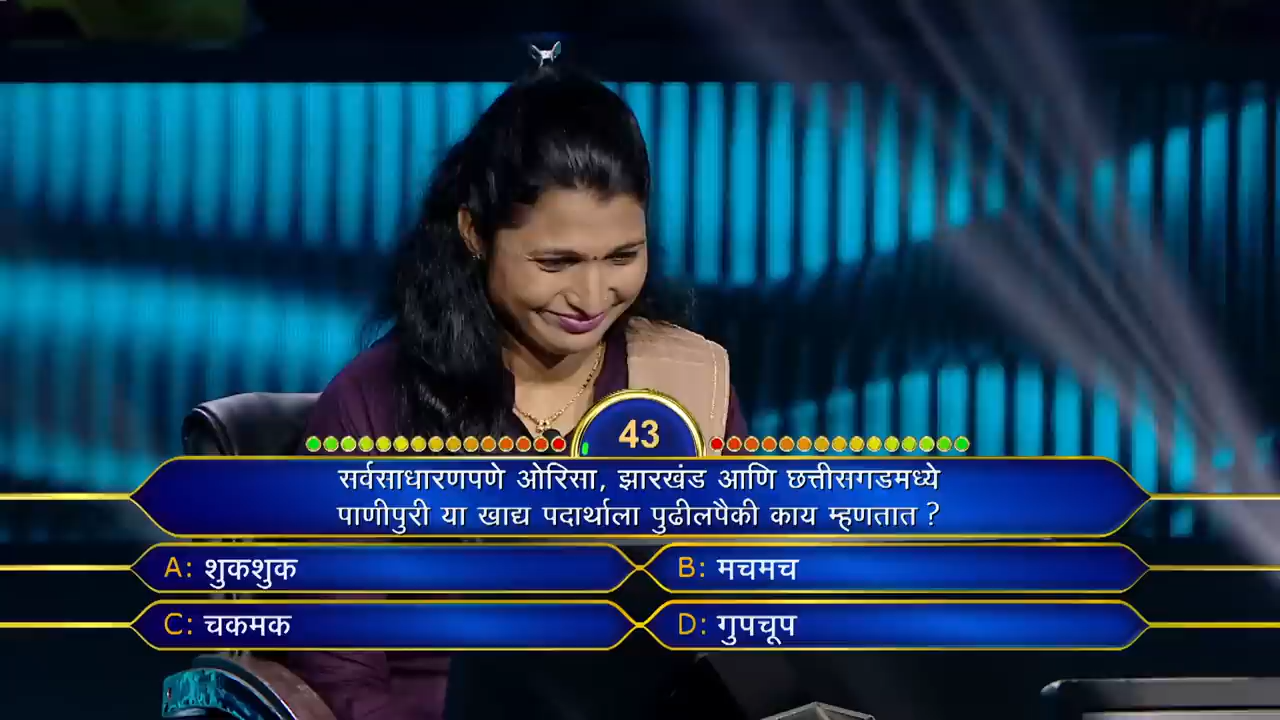 43
सर्वसाधारणपणे ओरिसा, झारखंड आणि छत्तीसगडमध्ये
पाणीपुरी या खाद्य पदार्थाला पुढीलपैकी काय म्हणतात ?
A: शुकशुक
B: मचमच
C: चकमक
D: गुपचूप